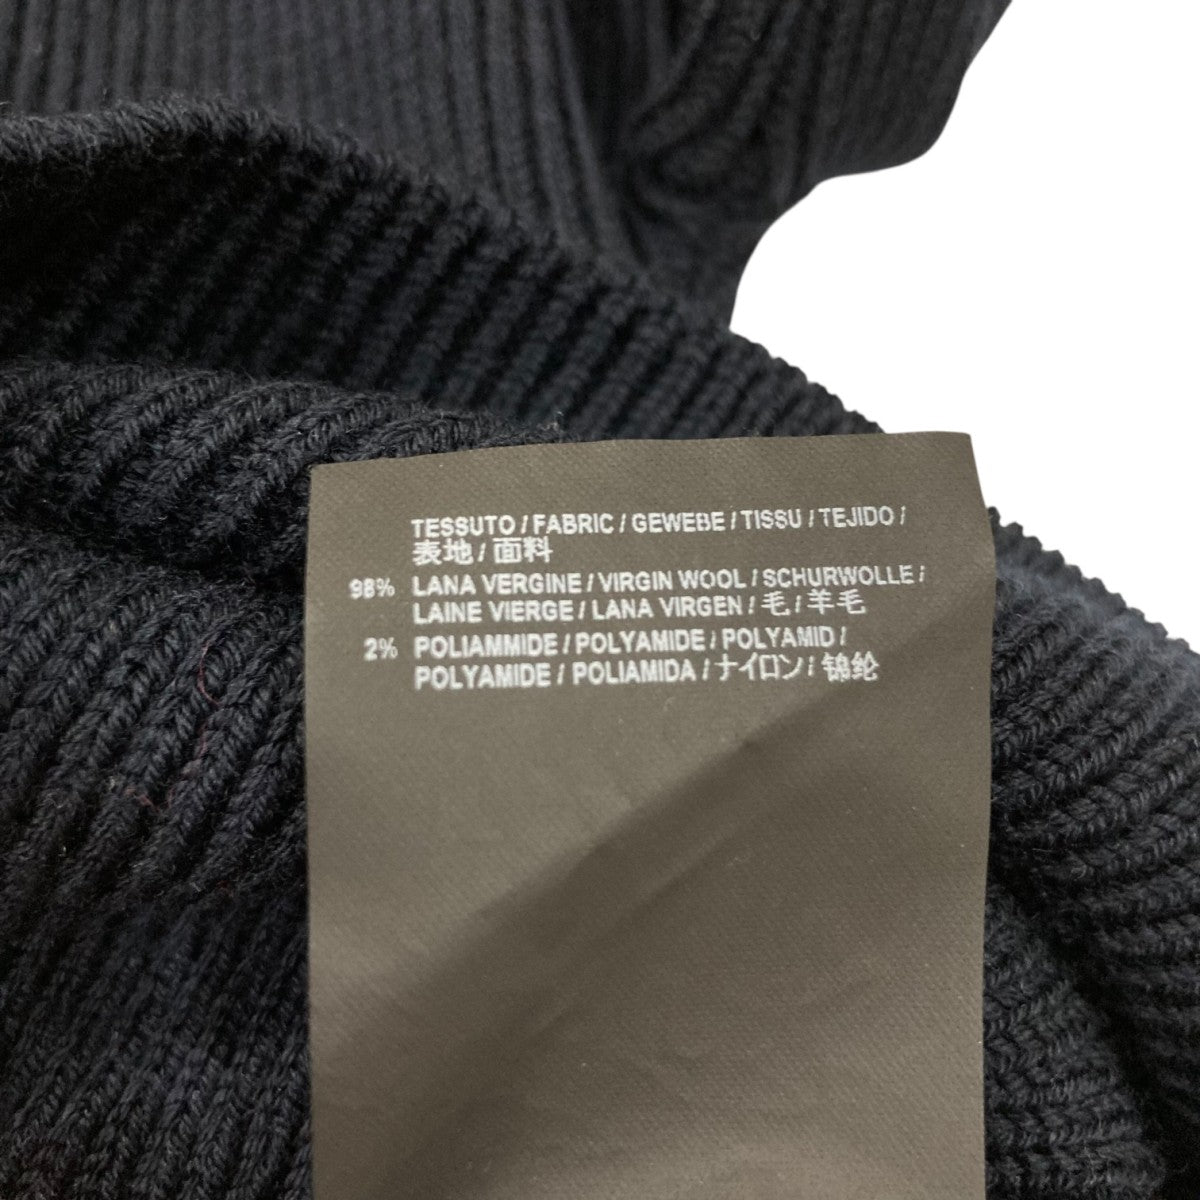 TESSUTO / FABRIC / GEWEBE / TISSU / TEJIDO /
表地 / 面料
98% LANA VERGINE / VIRGIN WOOL / SCHURWOLLE /
LAINE VIERGE / LANA VIRGEN / 毛 / 羊毛
2% POLIAMMIDE / POLYAMIDE / POLYAMID /
POLYAMIDE / POLIAMIDA / ナイロン / 锦纶